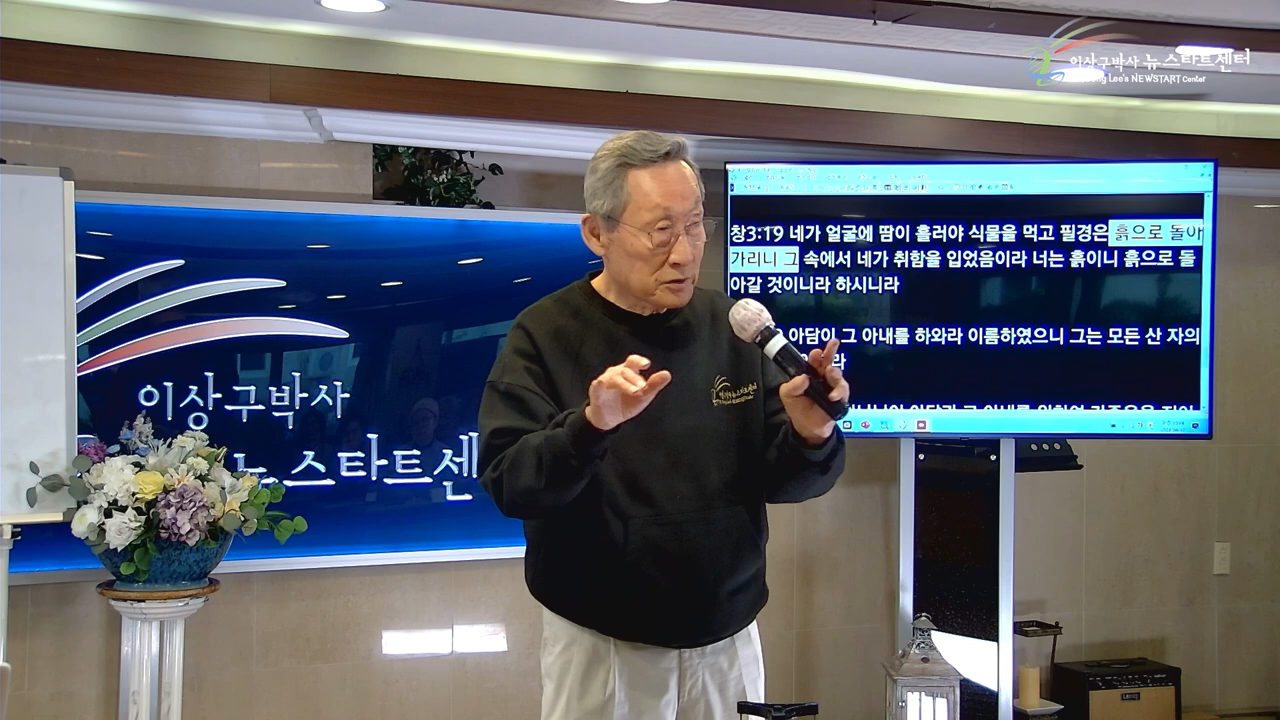 이상구박사 뉴스타트센터
Lee's NEWSTART Center
창3:19 네가 얼굴에 땀이 흘러야 식물을 먹고 필경은 흙으로 돌아
가리니 그 속에서 네가 취함을 입었음이라 너는 흙이니 흙으로 돌
아갈 것이니라 하시니라
아담이 그 아내를 하와라 이름하였으니 그는 모든 산 자의
라
이상구박사
뉴스타트센